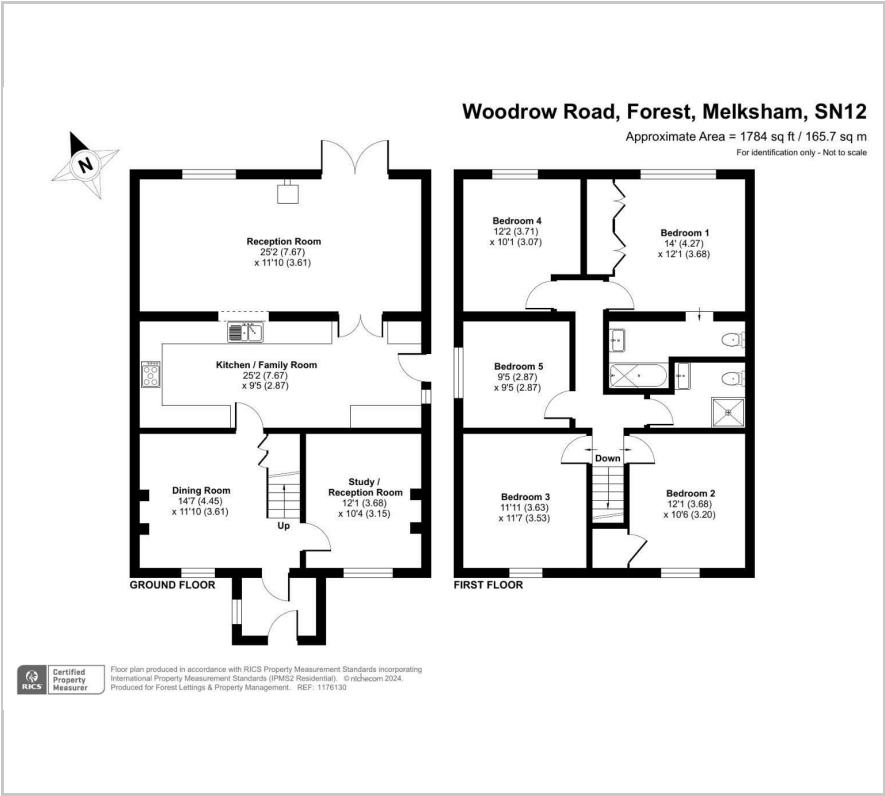 Woodrow Road, Forest, Melksham, SN12
Approximate Area = 1784 sq ft / 165.7 sq m
For identification only - Not to scale
N
Reception Room
25'2 (7.67)
x 11'10 (3.61)
Kitchen / Family Room
25'2 (7.67)
x 9'5 (2.87)
Dining Room
14'7 (4.45)
x 11'10 (3.61)
Up
Study /
Reception Room
12'1 (3.68)
x 10'4 (3.15)
GROUND FLOOR
Bedroom 4
12'2 (3.71)
x 10'1 (3.07)
Bedroom 1
14' (4.27)
x 12'1 (3.68)
Bedroom 5
9'5 (2.87)
x 9'5 (2.87)
Down
Bedroom 3
11'11 (3.63)
x 11'7 (3.53)
Bedroom 2
12'1 (3.68)
x 10'6 (3.20)
FIRST FLOOR
RICS
Certified
Property
Measurer
Floor plan produced in accordance with RICS Property Measurement Standards incorporating
International Property Measurement Standards (IPMS2 Residential). © nichecom 2024.
Produced for Forest Lettings & Property Management. REF: 1176130